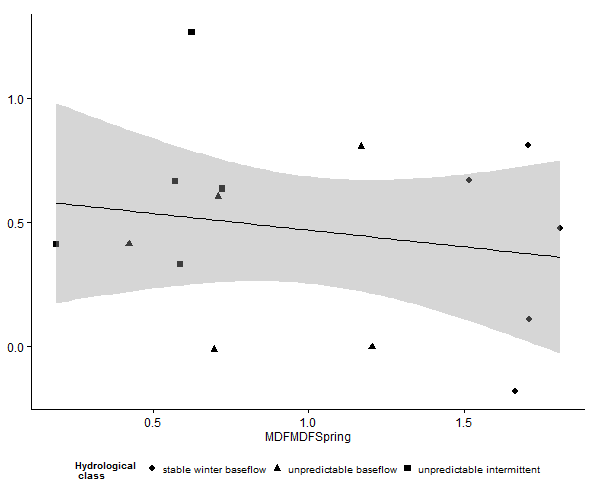 1.0
0.5
0.0
0.5 1.0 1.5
MDFMDFSpring
Hydrological
class
stable winter baseflow unpredictable baseflow unpredictable intermittent